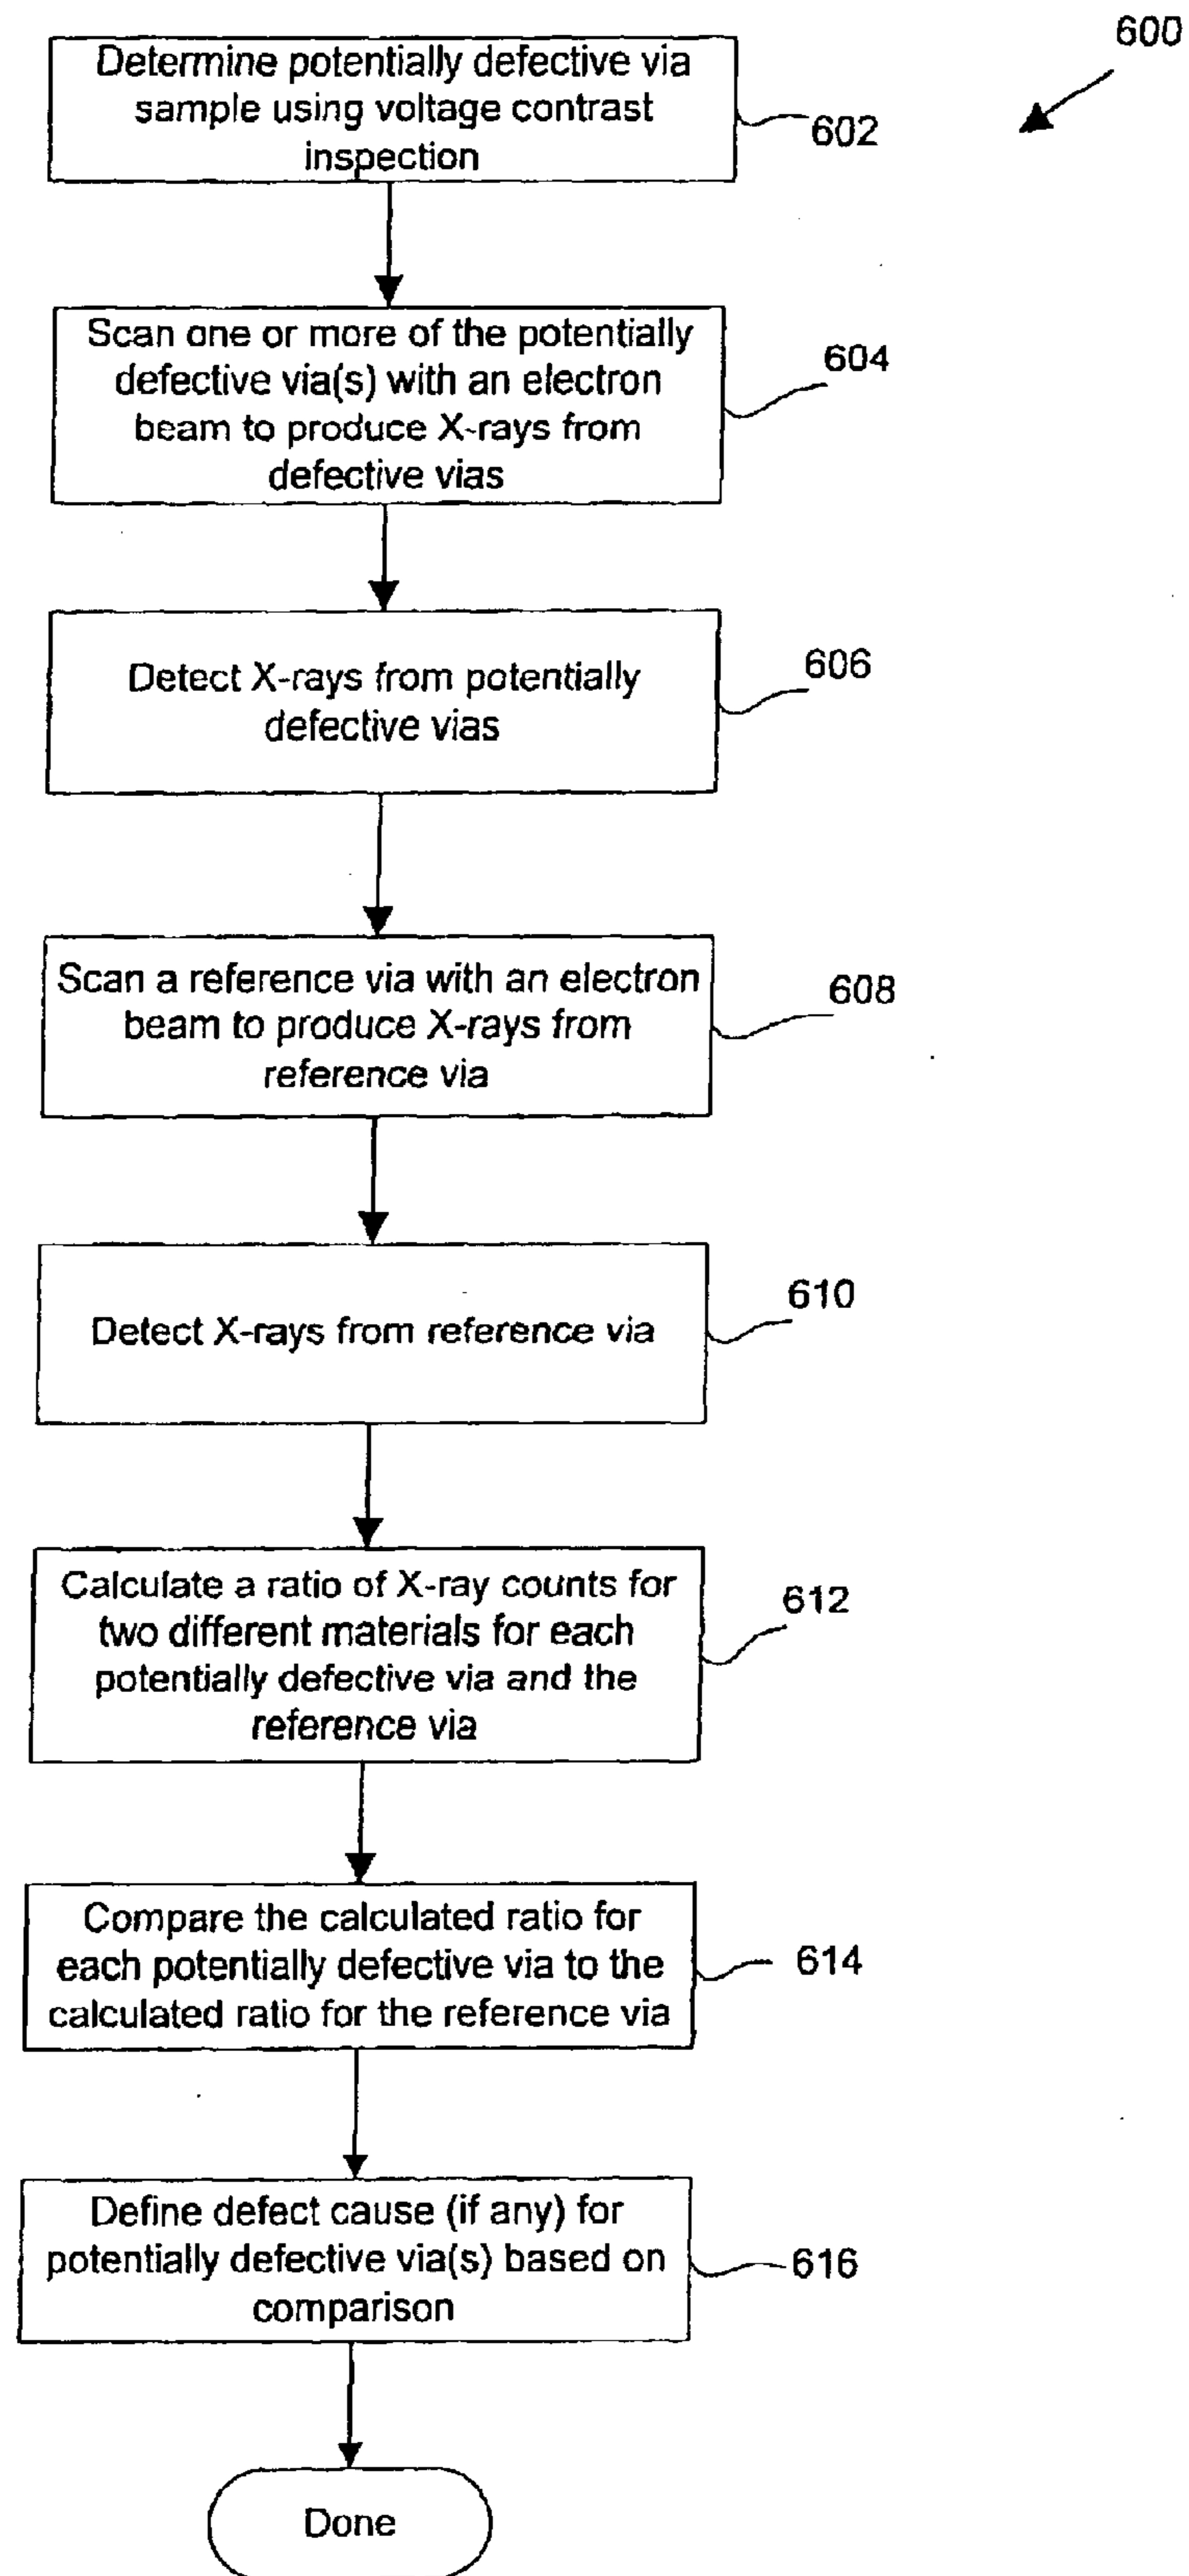 600
Determine potentially defective via
sample using voltage contrast
inspection
602
Scan one or more of the potentially
defective via(s) with an electron
beam to produce X-rays from
defective vias
604
Detect X-rays from potentially
defective vias
606
Scan a reference via with an electron
beam to produce X-rays from
reference via
608
Detect X-rays from reference via
610
Calculate a ratio of X-ray counts for
two different materials for each
potentially defective via and the
reference via
612
Compare the calculated ratio for
each potentially defective via to the
calculated ratio for the reference via
614
Define defect cause (if any) for
potentially defective via(s) based on
comparison
616
Done